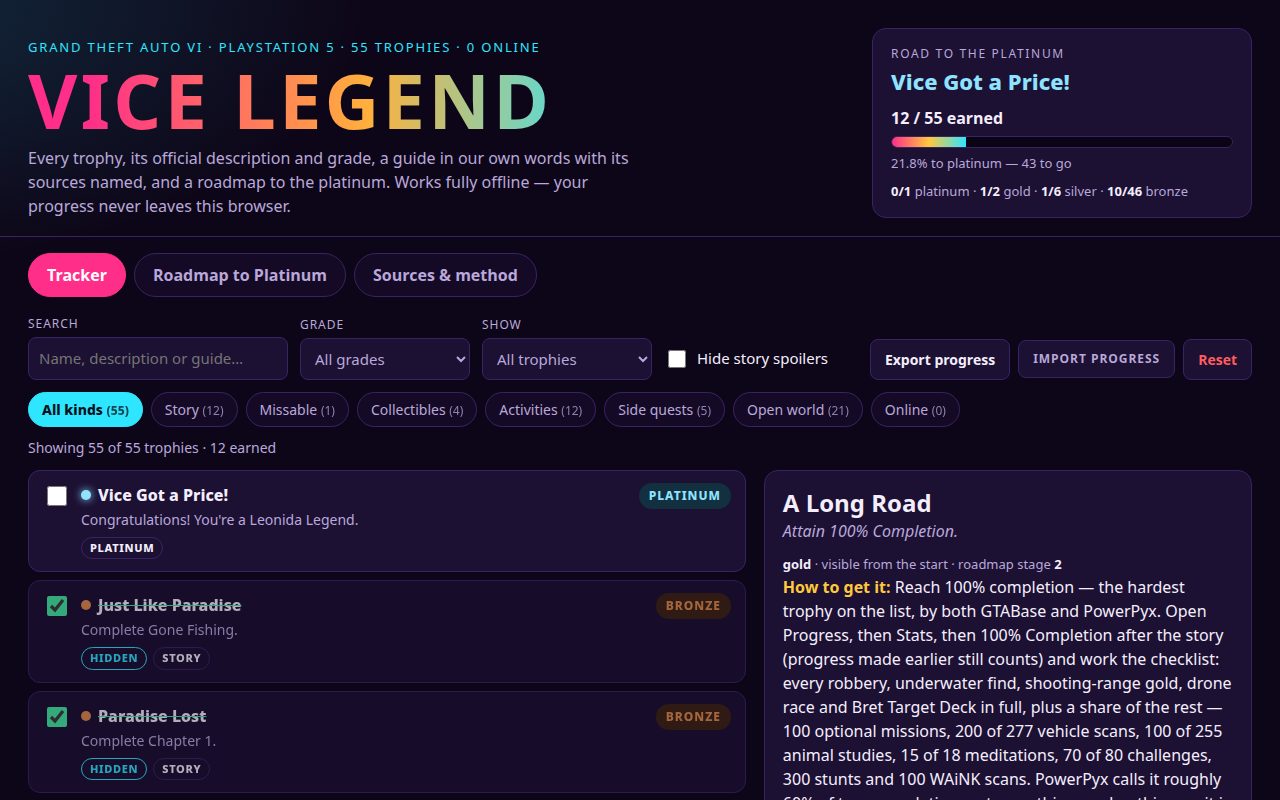 GRAND THEFT AUTO VI · PLAYSTATION 5 · 55 TROPHIES · 0 ONLINE
VICE LEGEND
Every trophy, its official description and grade, a guide in our own words with its
sources named, and a roadmap to the platinum. Works fully offline — your
progress never leaves this browser.
ROAD TO THE PLATINUM
Vice Got a Price!
12 / 55 earned
21.8% to platinum — 43 to go
0/1 platinum · 1/2 gold · 1/6 silver · 10/46 bronze
Tracker
Roadmap to Platinum
Sources & method
SEARCH
GRADE
SHOW
Name, description or guide...
All grades
All trophies
Hide story spoilers
Export progress
IMPORT PROGRESS
Reset
All kinds (55)
Story (12)
Missable (1)
Collectibles (4)
Activities (12)
Side quests (5)
Open world (21)
Online (0)
Showing 55 of 55 trophies · 12 earned
Vice Got a Price!
PLATINUM
Congratulations! You're a Leonida Legend.
PLATINUM
Just Like Paradise
BRONZE
Complete Gone Fishing.
HIDDEN
STORY
Paradise Lost
BRONZE
Complete Chapter 1.
HIDDEN
STORY
A Long Road
Attain 100% Completion.
gold · visible from the start · roadmap stage 2
How to get it: Reach 100% completion — the hardest
trophy on the list, by both GTABase and PowerPyx. Open
Progress, then Stats, then 100% Completion after the story
(progress made earlier still counts) and work the checklist:
every robbery, underwater find, shooting-range gold, drone
race and Bret Target Deck in full, plus a share of the rest —
100 optional missions, 200 of 277 vehicle scans, 100 of 255
animal studies, 15 of 18 meditations, 70 of 80 challenges,
300 stunts and 100 WAiNK scans. PowerPyx calls it roughly